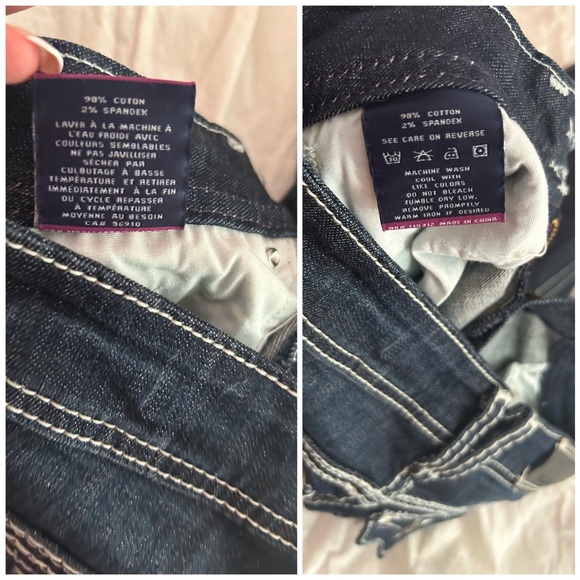 98% COTON
2% SPANDEX
LAVER À LA MACHINE À
L'EAU FROIDE AVEC
COULEURS SEMBLABLES
NE PAS JAVELLISER
SÉCHER PAR
CULBUTAGE À BASSE
TEMPÉRATURE ET RETIRER
IMMÉDIATEMENT À LA FIN
DU CYCLE REPASSER
À TEMPÉRATURE
MOYENNE AU BESOIN
CA# 56910
98% COTTON
2% SPANDEX
SEE CARE ON REVERSE
30
MACHINE WASH
COOL WITH
LIKE COLORS
DO NOT BLEACH
TUMBLE DRY LOW,
REMOVE PROMPTLY
WARM IRON IF DESIRED
MADE IN CHINA